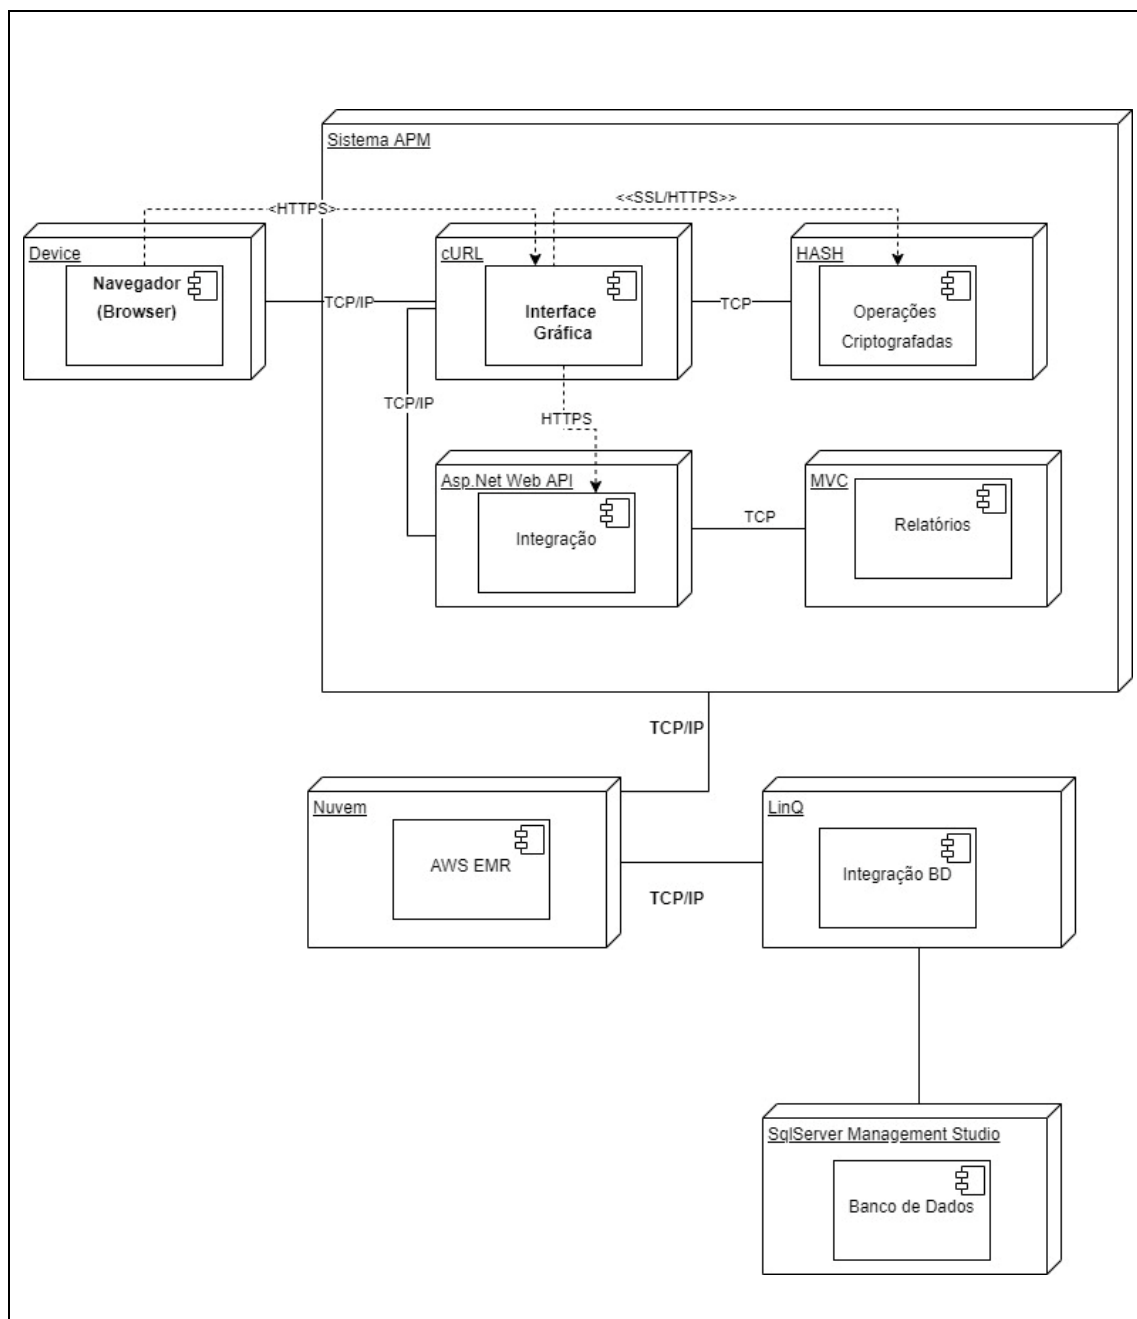 Sistema APM
<HTTPS>
<<SSL/HTTPS>>
Device
Navegador
(Browser)
TCP/IP
cURL
Interface
Gráfica
TCP
HASH
Operações
Criptografadas
TCP/IP
HTTPS
Asp.Net Web API
Integração
TCP
MVC
Relatórios
TCP/IP
Nuvem
AWS EMR
TCP/IP
LinQ
Integração BD
SqlServer Management Studio
Banco de Dados